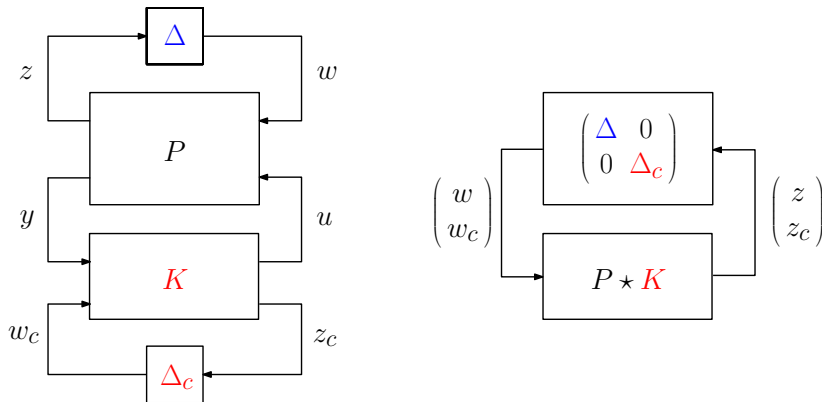 Δ
z w
P
y u
K
w_c z_c
Δ_c
( Δ 0
0 Δ_c )
( w
w_c )
( z
z_c )
P ⋆ K